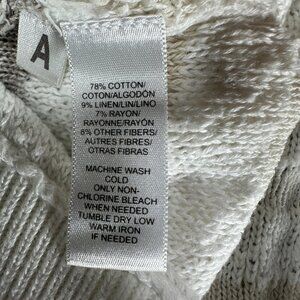 A
78% COTTON/
COTON/ALGODÓN
9% LINEN/LIN/LINO
7% RAYON/
RAYONNE/RAYÓN
6% OTHER FIBERS/
AUTRES FIBRES/
OTRAS FIBRAS
MACHINE WASH
COLD
ONLY NON-
CHLORINE BLEACH
WHEN NEEDED
TUMBLE DRY LOW
WARM IRON
IF NEEDED